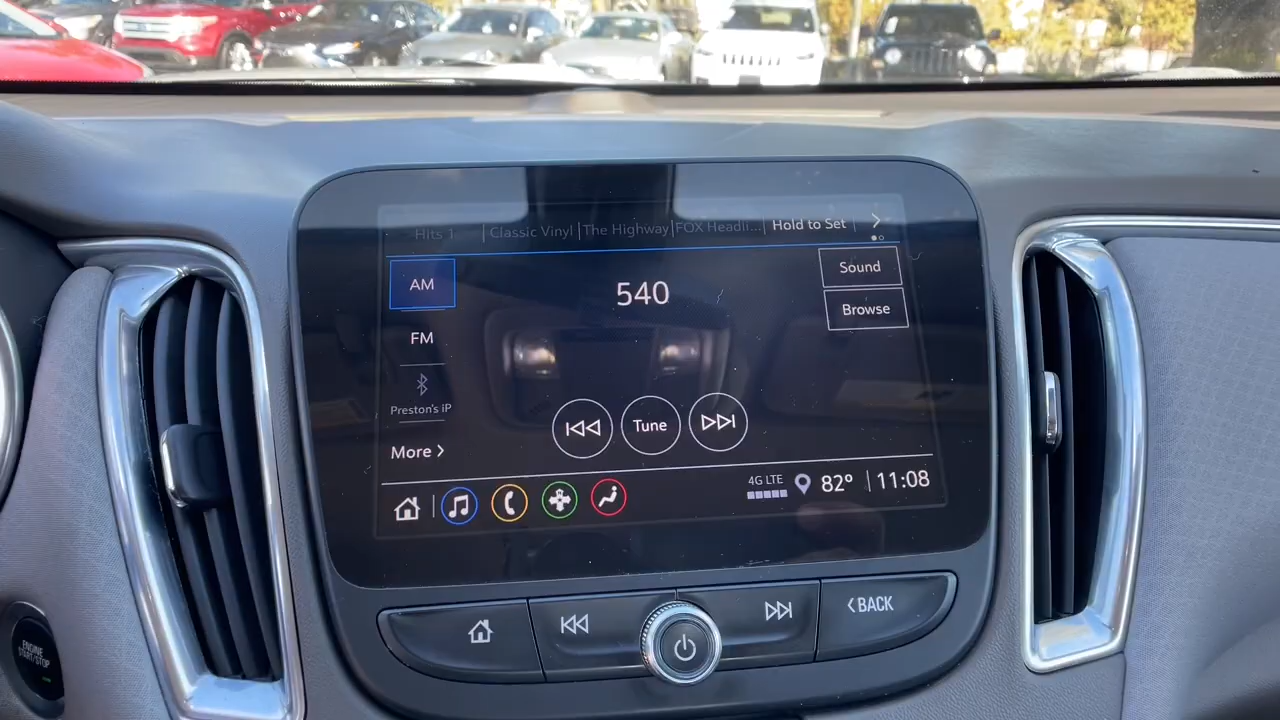 Hits 1 Classic Vinyl The Highway FOX Headli... Hold to Set
AM
540
Sound
Browse
FM
Preston's iP
Tune
More
4G LTE
82° 11:08
BACK
ENGINE
START/STOP